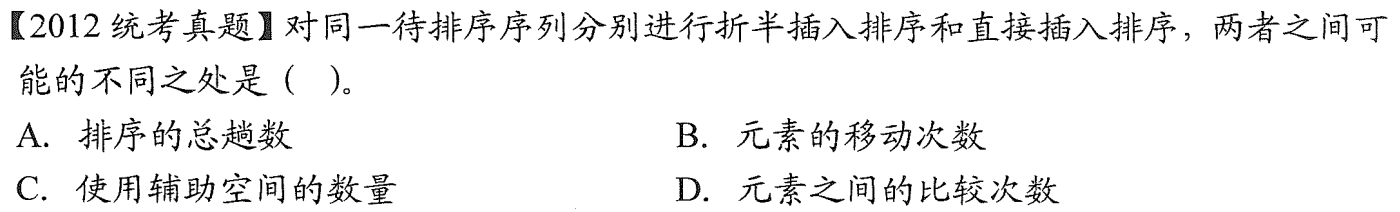 【2012 统考真题】对同一待排序序列分别进行折半插入排序和直接插入排序，两者之间可
能的不同之处是（ ）。
A. 排序的总趟数 B. 元素的移动次数
C. 使用辅助空间的数量 D. 元素之间的比较次数